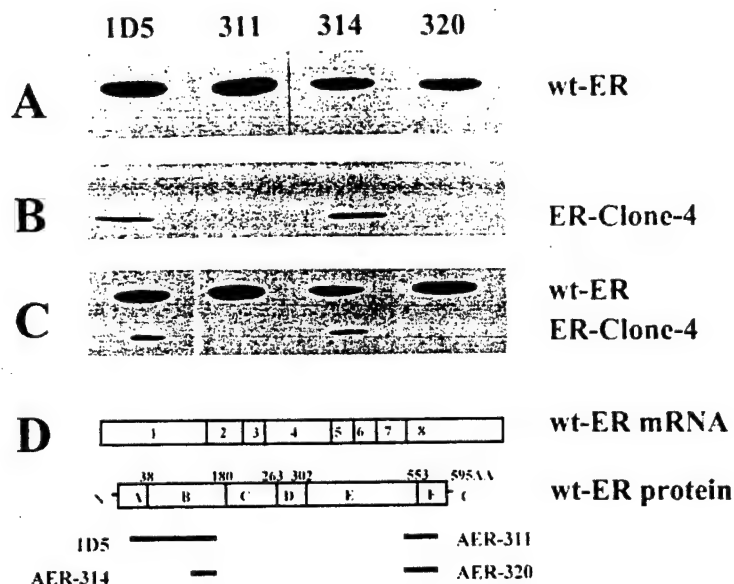 1D5 311 314 320
A wt-ER
B ER-Clone-4
C wt-ER
ER-Clone-4
D 1 2 3 4 5 6 7 8 wt-ER mRNA
38 180 263 302 553 595AA
N A B C D E F C wt-ER protein
1D5 AER-311
AER-314 AER-320